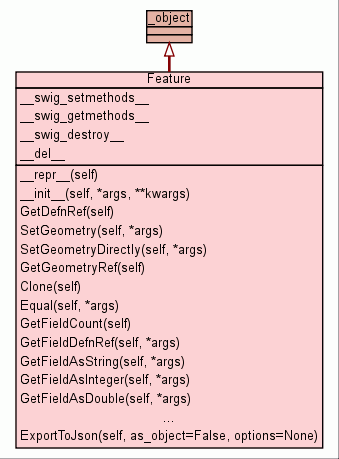 _object
Feature
__swig_setmethods__
__swig_getmethods__
__swig_destroy__
__del__
__repr__(self)
__init__(self, *args, **kwargs)
GetDefnRef(self)
SetGeometry(self, *args)
SetGeometryDirectly(self, *args)
GetGeometryRef(self)
Clone(self)
Equal(self, *args)
GetFieldCount(self)
GetFieldDefnRef(self, *args)
GetFieldAsString(self, *args)
GetFieldAsInteger(self, *args)
GetFieldAsDouble(self, *args)
...
ExportToJson(self, as_object=False, options=None)